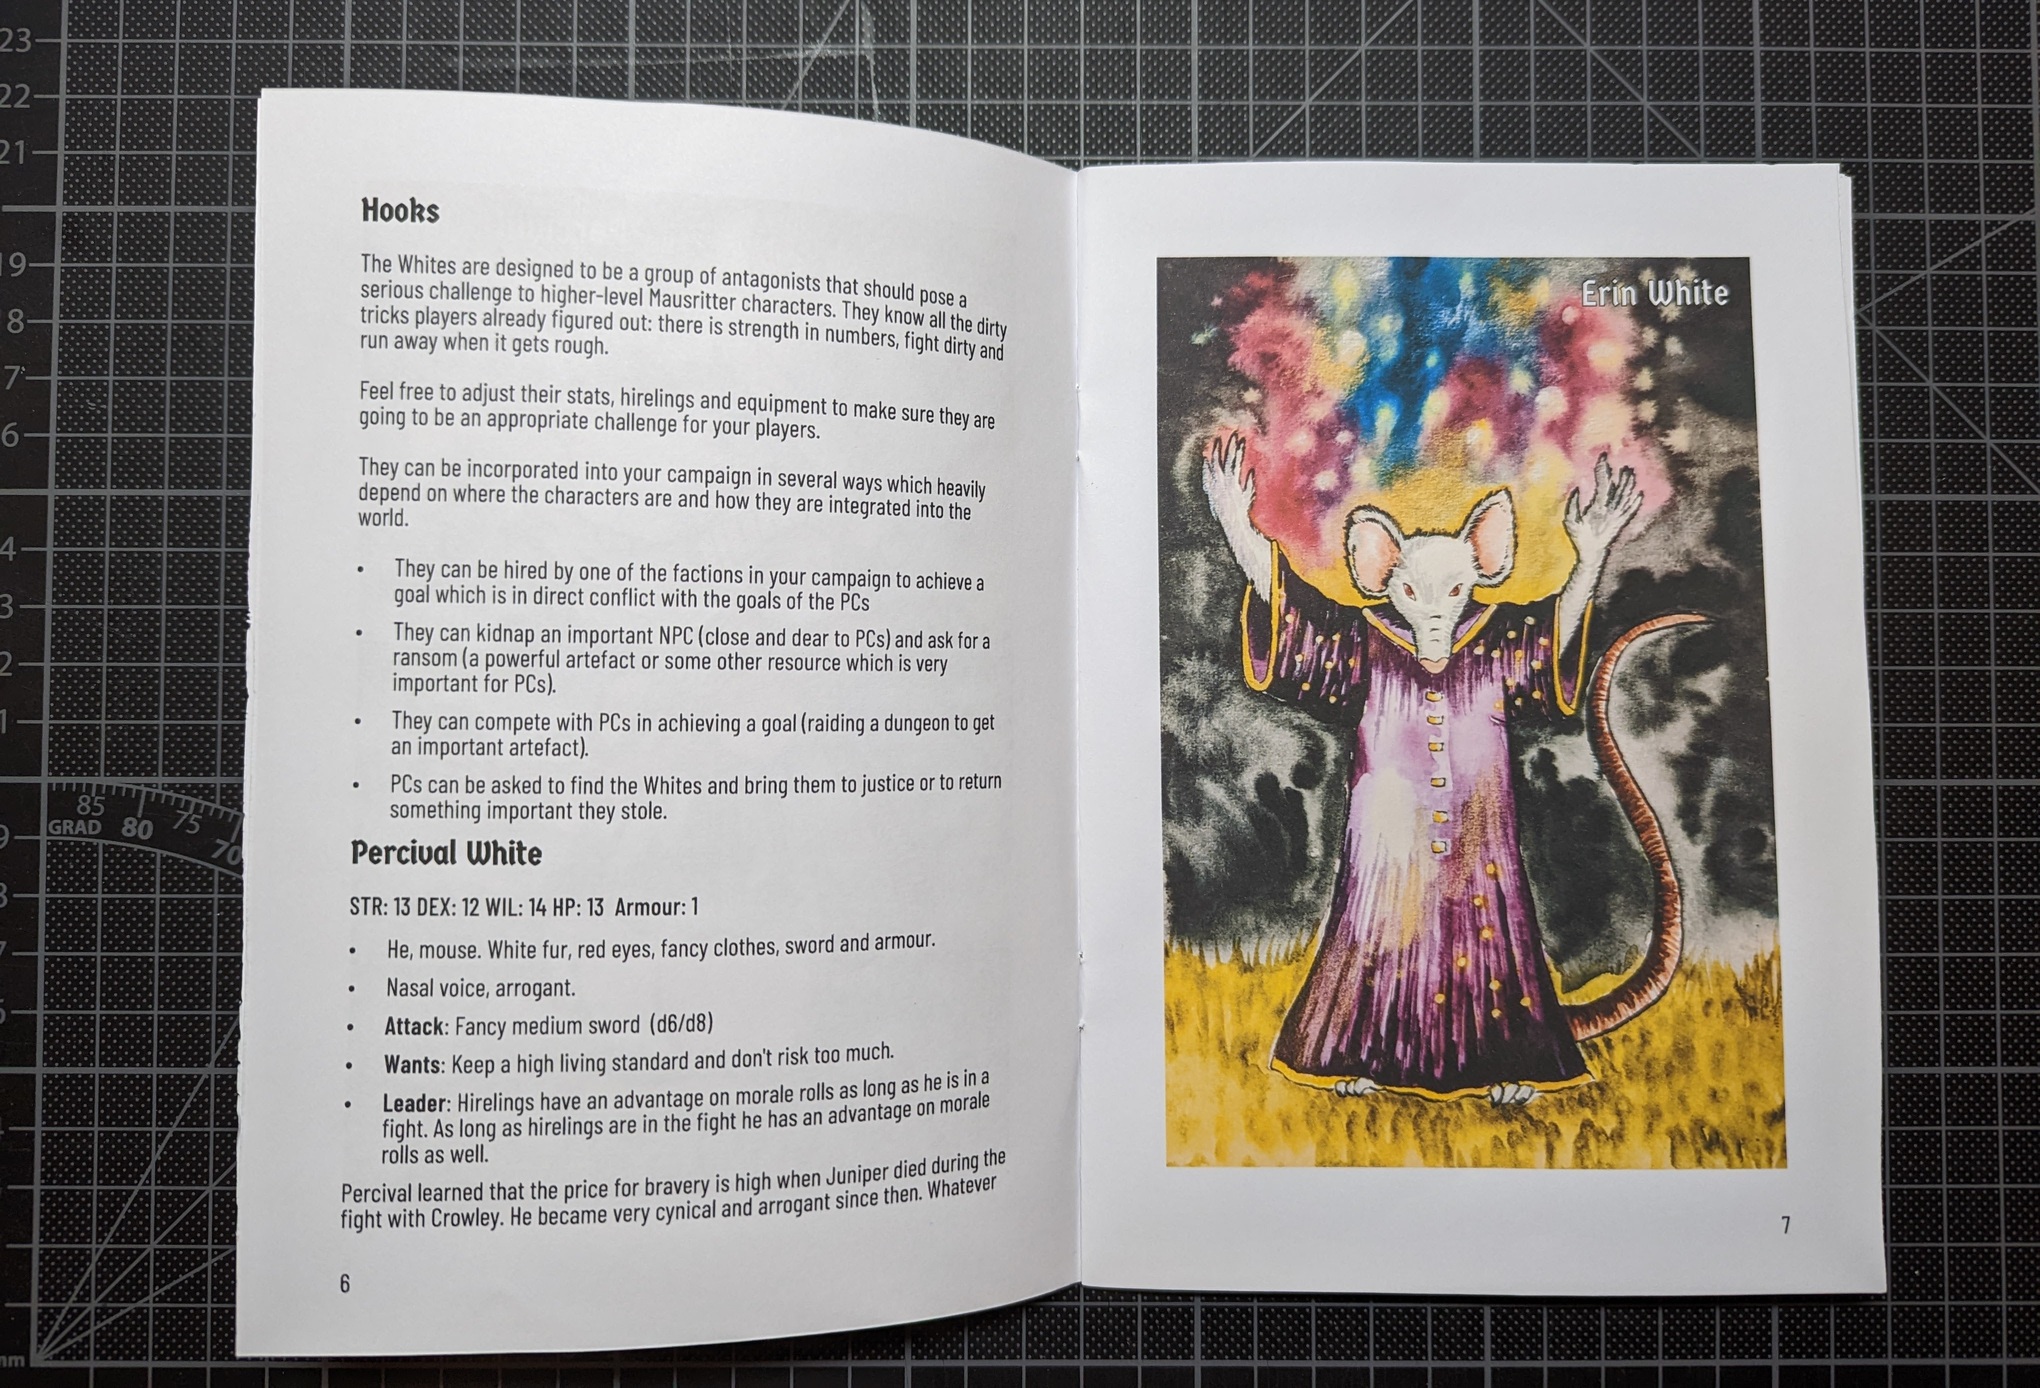 23
22
21
19
18
17
16
14
13
12
11
9
8
7
6
5
4
mm
85
80
75
70
GRAD
Hooks
The Whites are designed to be a group of antagonists that should pose a
serious challenge to higher-level Mausritter characters. They know all the dirty
tricks players already figured out: there is strength in numbers, fight dirty and
run away when it gets rough.
Feel free to adjust their stats, hirelings and equipment to make sure they are
going to be an appropriate challenge for your players.
They can be incorporated into your campaign in several ways which heavily
depend on where the characters are and how they are integrated into the
world.
• They can be hired by one of the factions in your campaign to achieve a
goal which is in direct conflict with the goals of the PCs
• They can kidnap an important NPC (close and dear to PCs) and ask for a
ransom (a powerful artefact or some other resource which is very
important for PCs).
• They can compete with PCs in achieving a goal (raiding a dungeon to get
an important artefact).
• PCs can be asked to find the Whites and bring them to justice or to return
something important they stole.
Percival White
STR: 13 DEX: 12 WIL: 14 HP: 13 Armour: 1
• He, mouse. White fur, red eyes, fancy clothes, sword and armour.
• Nasal voice, arrogant.
• Attack: Fancy medium sword (d6/d8)
• Wants: Keep a high living standard and don't risk too much.
• Leader: Hirelings have an advantage on morale rolls as long as he is in a
fight. As long as hirelings are in the fight he has an advantage on morale
rolls as well.
Percival learned that the price for bravery is high when Juniper died during the
fight with Crowley. He became very cynical and arrogant since then. Whatever
6
Erin White
7